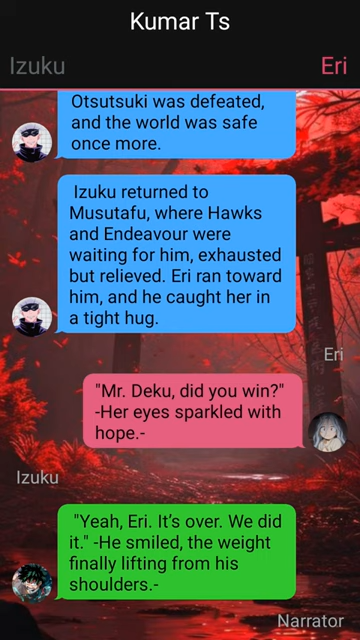 Kumar Ts
Izuku
Eri
Otsutsuki was defeated,
and the world was safe
once more.
Izuku returned to
Musutafu, where Hawks
and Endeavour were
waiting for him, exhausted
but relieved. Eri ran toward
him, and he caught her in
a tight hug.
Eri
"Mr. Deku, did you win?"
-Her eyes sparkled with
hope.-
Izuku
"Yeah, Eri. It’s over. We did
it." -He smiled, the weight
finally lifting from his
shoulders.-
Narrator